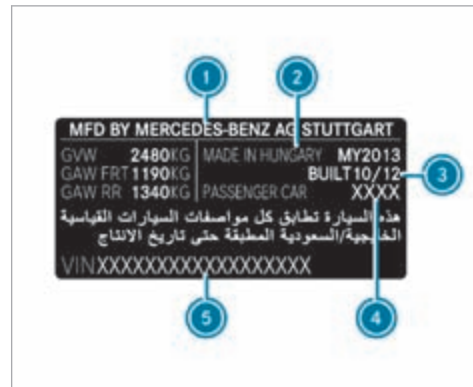 1
2
MFD BY MERCEDES-BENZ AG STUTTGART
GVW 2480KG MADE IN HUNGARY MY2013
GAW FRT1190KG BUILT10/12
3
GAW RR 1340KG PASSENGER CAR XXXX
هذه السيارة تطابق كل مواصفات السيارات القياسية
الخليجية/السعودية المطبقة حتى تاريخ الانتاج
VINXXXXXXXXXXXXXXXXX
5
4